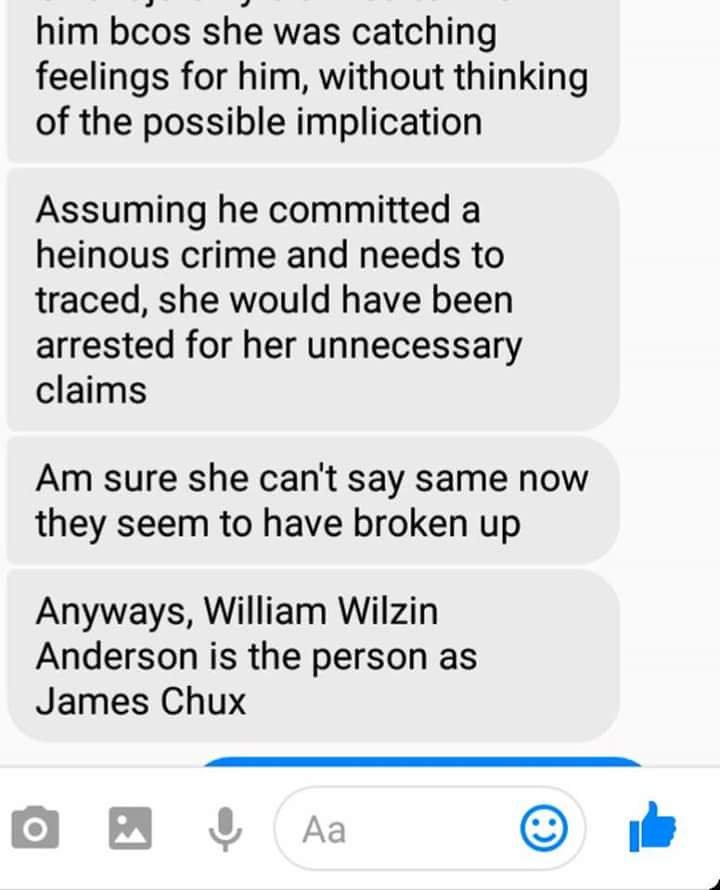 him bcos she was catching
feelings for him, without thinking
of the possible implication
Assuming he committed a
heinous crime and needs to
traced, she would have been
arrested for her unnecessary
claims
Am sure she can't say same now
they seem to have broken up
Anyways, William Wilzin
Anderson is the person as
James Chux
Aa